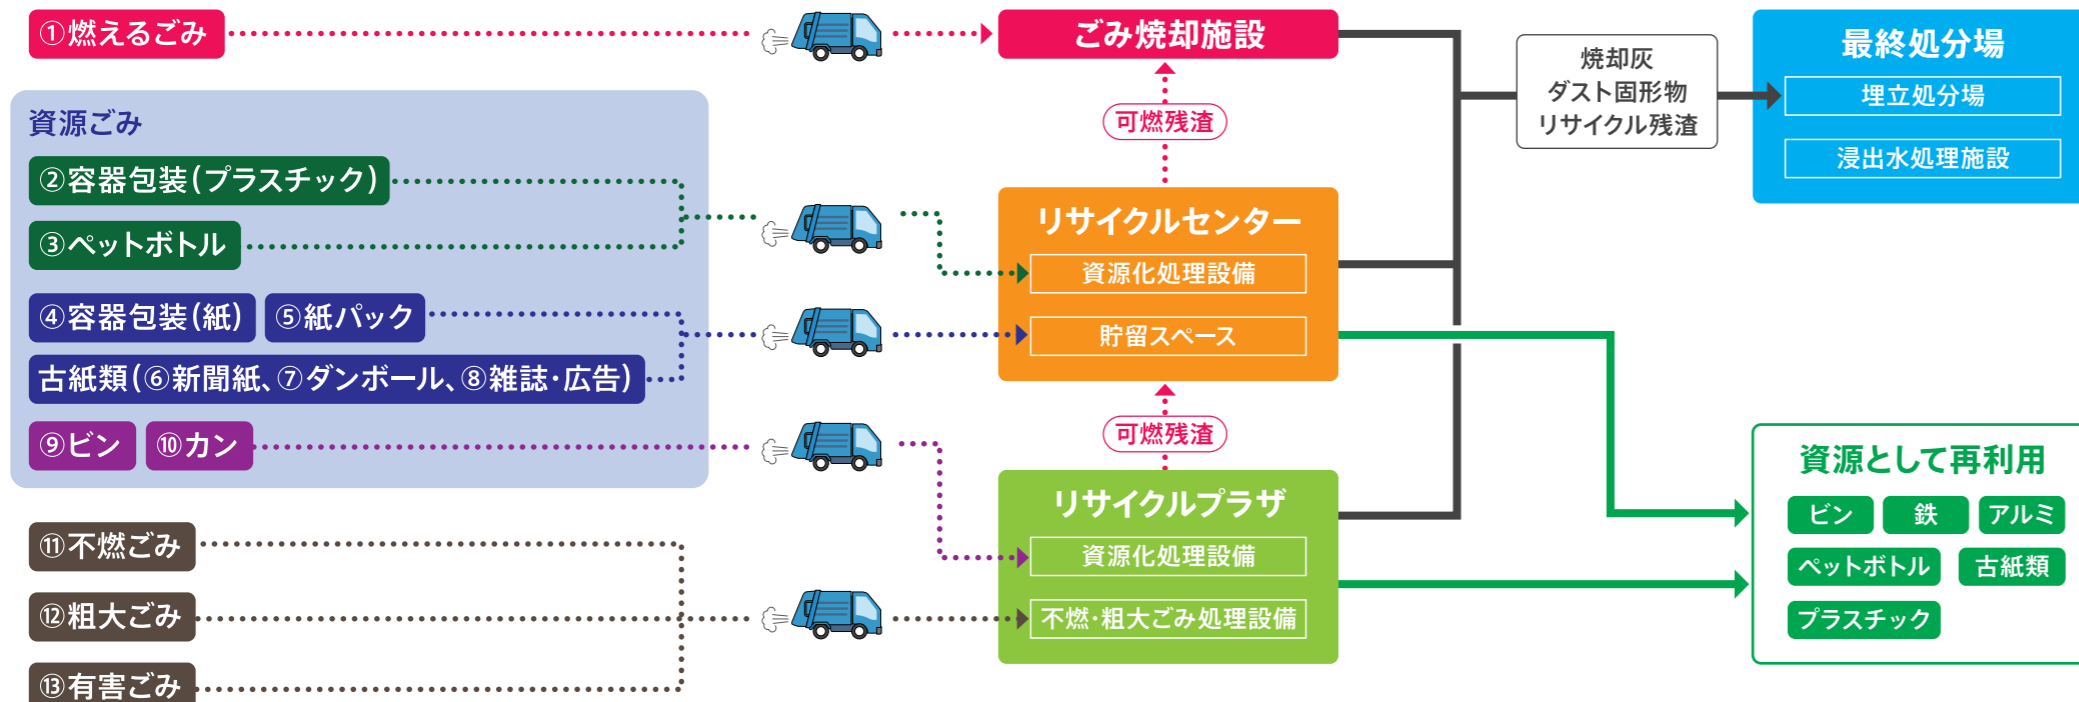 ①燃えるごみ
ごみ焼却施設
焼却灰
ダスト固形物
リサイクル残渣
最終処分場
埋立処分場
浸出水処理施設
可燃残渣
資源ごみ
②容器包装(プラスチック)
③ペットボトル
④容器包装(紙)
⑤紙パック
古紙類(⑥新聞紙、⑦ダンボール、⑧雑誌・広告)
⑨ビン
⑩カン
リサイクルセンター
資源化処理設備
貯留スペース
可燃残渣
リサイクルプラザ
資源化処理設備
不燃・粗大ごみ処理設備
⑪不燃ごみ
⑫粗大ごみ
⑬有害ごみ
資源として再利用
ビン 鉄 アルミ
ペットボトル 古紙類
プラスチック